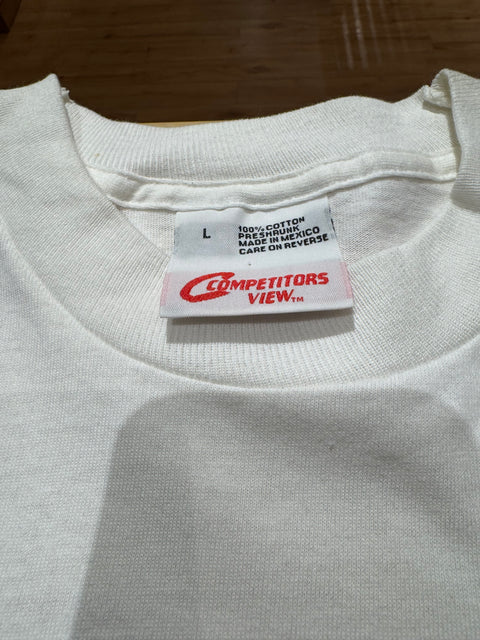 L
100% COTTON
PRESHRUNK
MADE IN MEXICO
CARE ON REVERSE
COMPETITORS
VIEW™